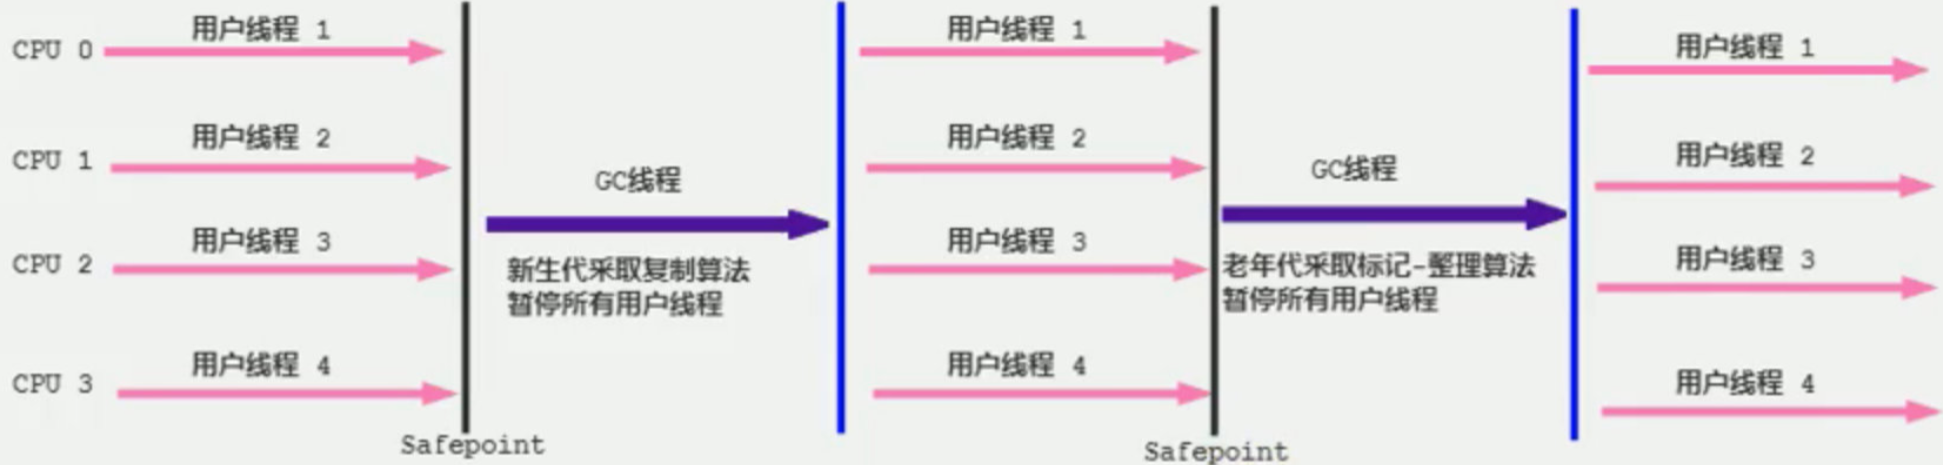 CPU 0
用户线程 1
用户线程 1
用户线程 1
CPU 1
用户线程 2
用户线程 2
用户线程 2
GC线程
GC线程
CPU 2
用户线程 3
用户线程 3
用户线程 3
新生代采取复制算法
暂停所有用户线程
老年代采取标记-整理算法
暂停所有用户线程
CPU 3
用户线程 4
用户线程 4
用户线程 4
Safepoint
Safepoint